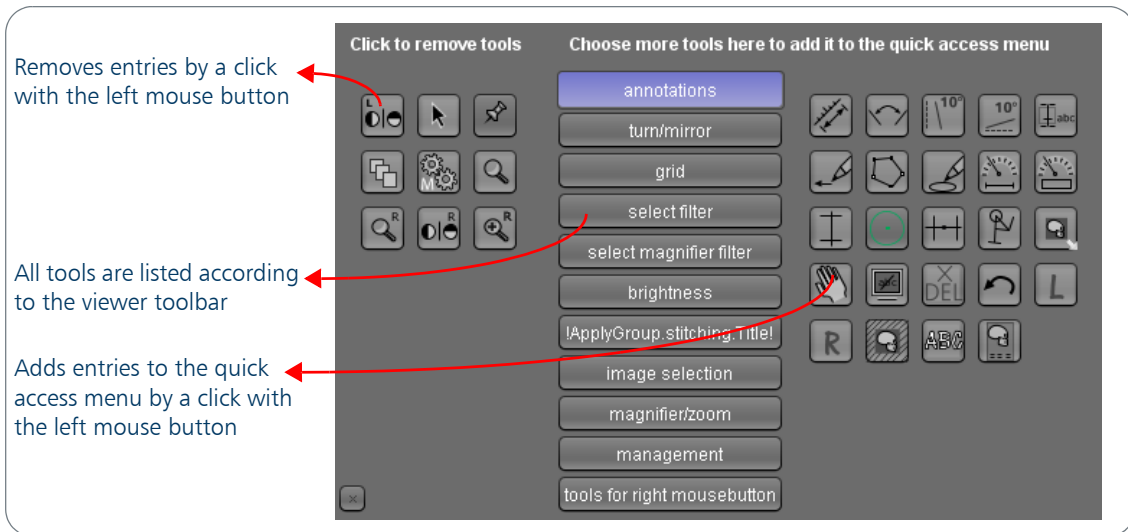 Click to remove tools
Choose more tools here to add it to the quick access menu
Removes entries by a click
with the left mouse button
All tools are listed according
to the viewer toolbar
Adds entries to the quick
access menu by a click with
the left mouse button
L
R
M
R
R
annotations
turn/mirror
grid
select filter
select magnifier filter
brightness
!ApplyGroup.stitching.Title!
image selection
magnifier/zoom
management
tools for right mousebutton
10°
10°
abc
abc
DEL
L
R
ABC